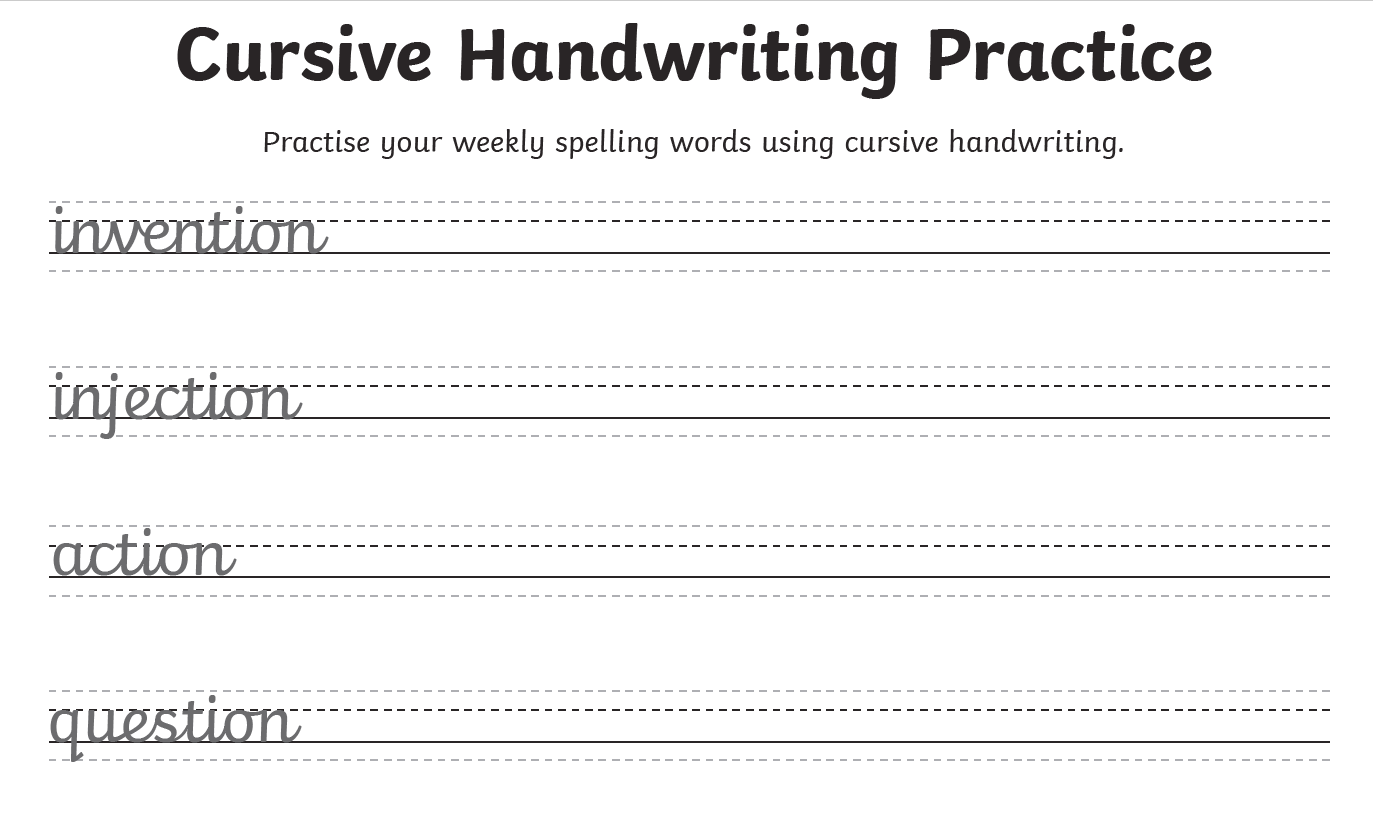 Cursive Handwriting Practice
Practise your weekly spelling words using cursive handwriting.
invention
injection
action
question